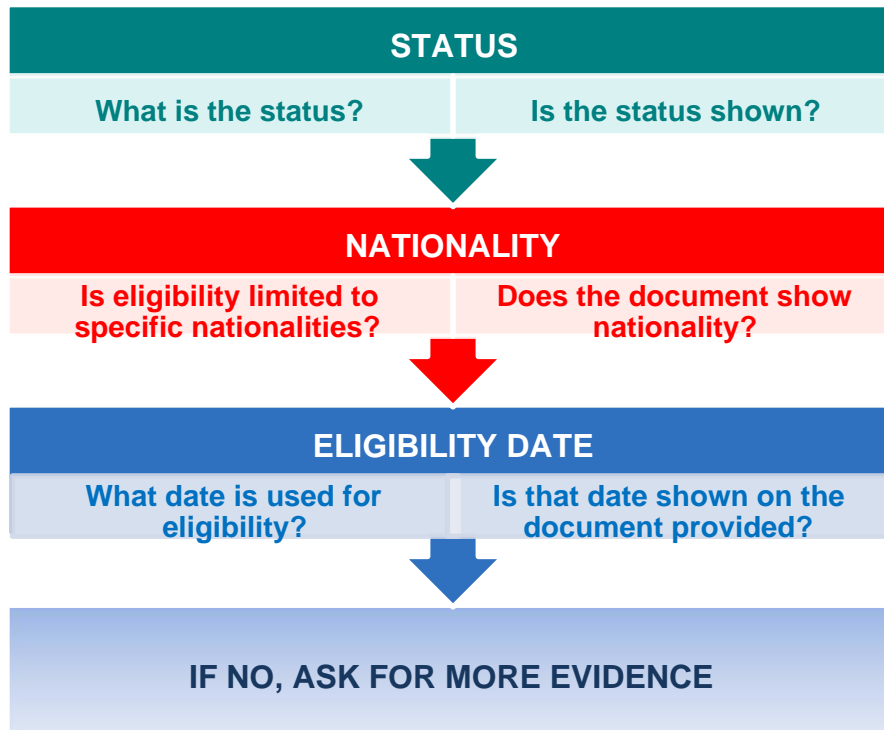 STATUS
What is the status?
Is the status shown?
NATIONALITY
Is eligibility limited to
specific nationalities?
Does the document show
nationality?
ELIGIBILITY DATE
What date is used for
eligibility?
Is that date shown on the
document provided?
IF NO, ASK FOR MORE EVIDENCE